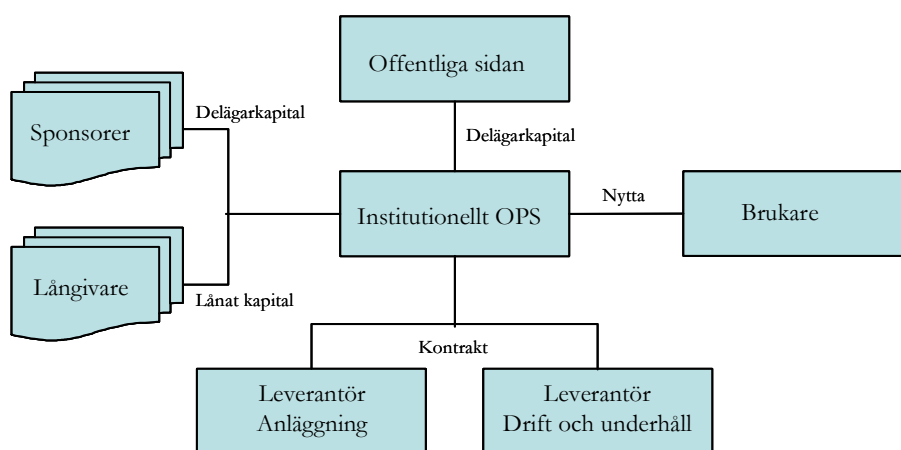 Offentliga sidan
Delägarkapital
Sponsorer
Delägarkapital
Institutionellt OPS
Nytta
Brukare
Långivare
Lånat kapital
Kontrakt
Leverantör
Anläggning
Leverantör
Drift och underhåll